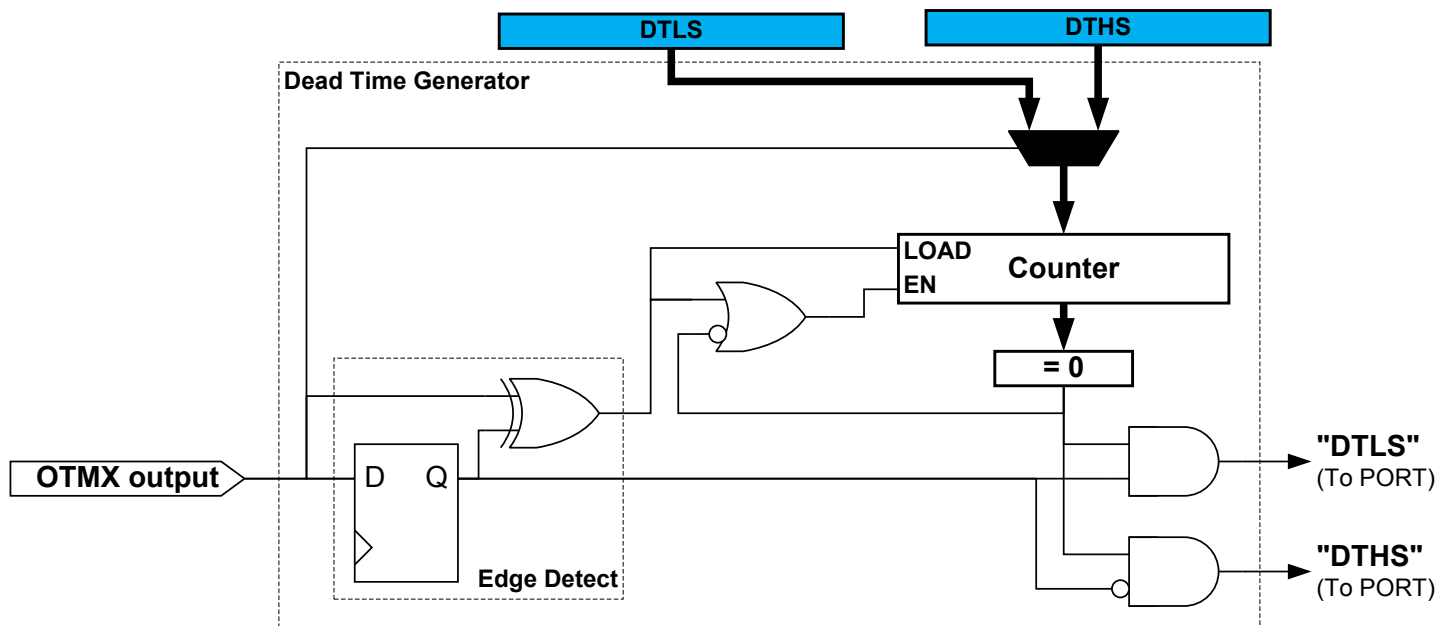 DTLS
DTHS
Dead Time Generator
LOAD
Counter
EN
= 0
OTMX output
D
Q
Edge Detect
"DTLS"
(To PORT)
"DTHS"
(To PORT)